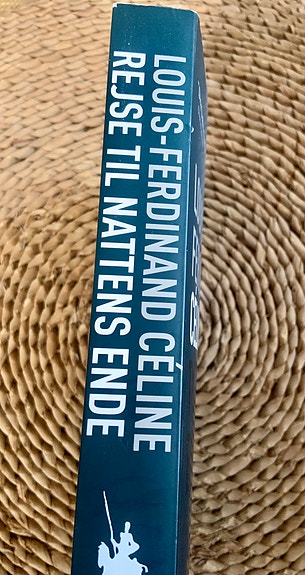 LOUIS-FERDINAND CÉLINE
REJSE TIL NATTENS ENDE